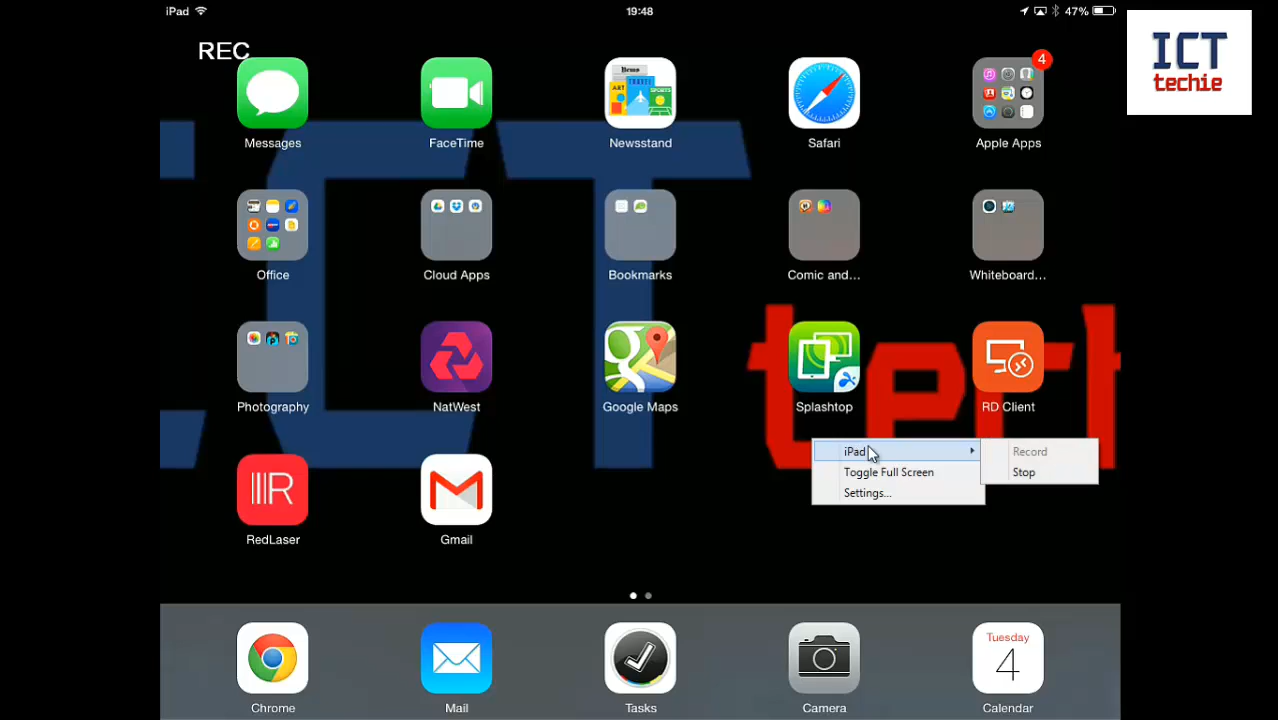 iPad 19:48 47%
REC
ICT
techie
4
Messages FaceTime Newsstand Safari Apple Apps
Office Cloud Apps Bookmarks Comic and... Whiteboard...
Photography NatWest Google Maps Splashtop RD Client
iPad Record
Toggle Full Screen Stop
Settings...
RedLaser Gmail
Tuesday
4
Chrome Mail Tasks Camera Calendar